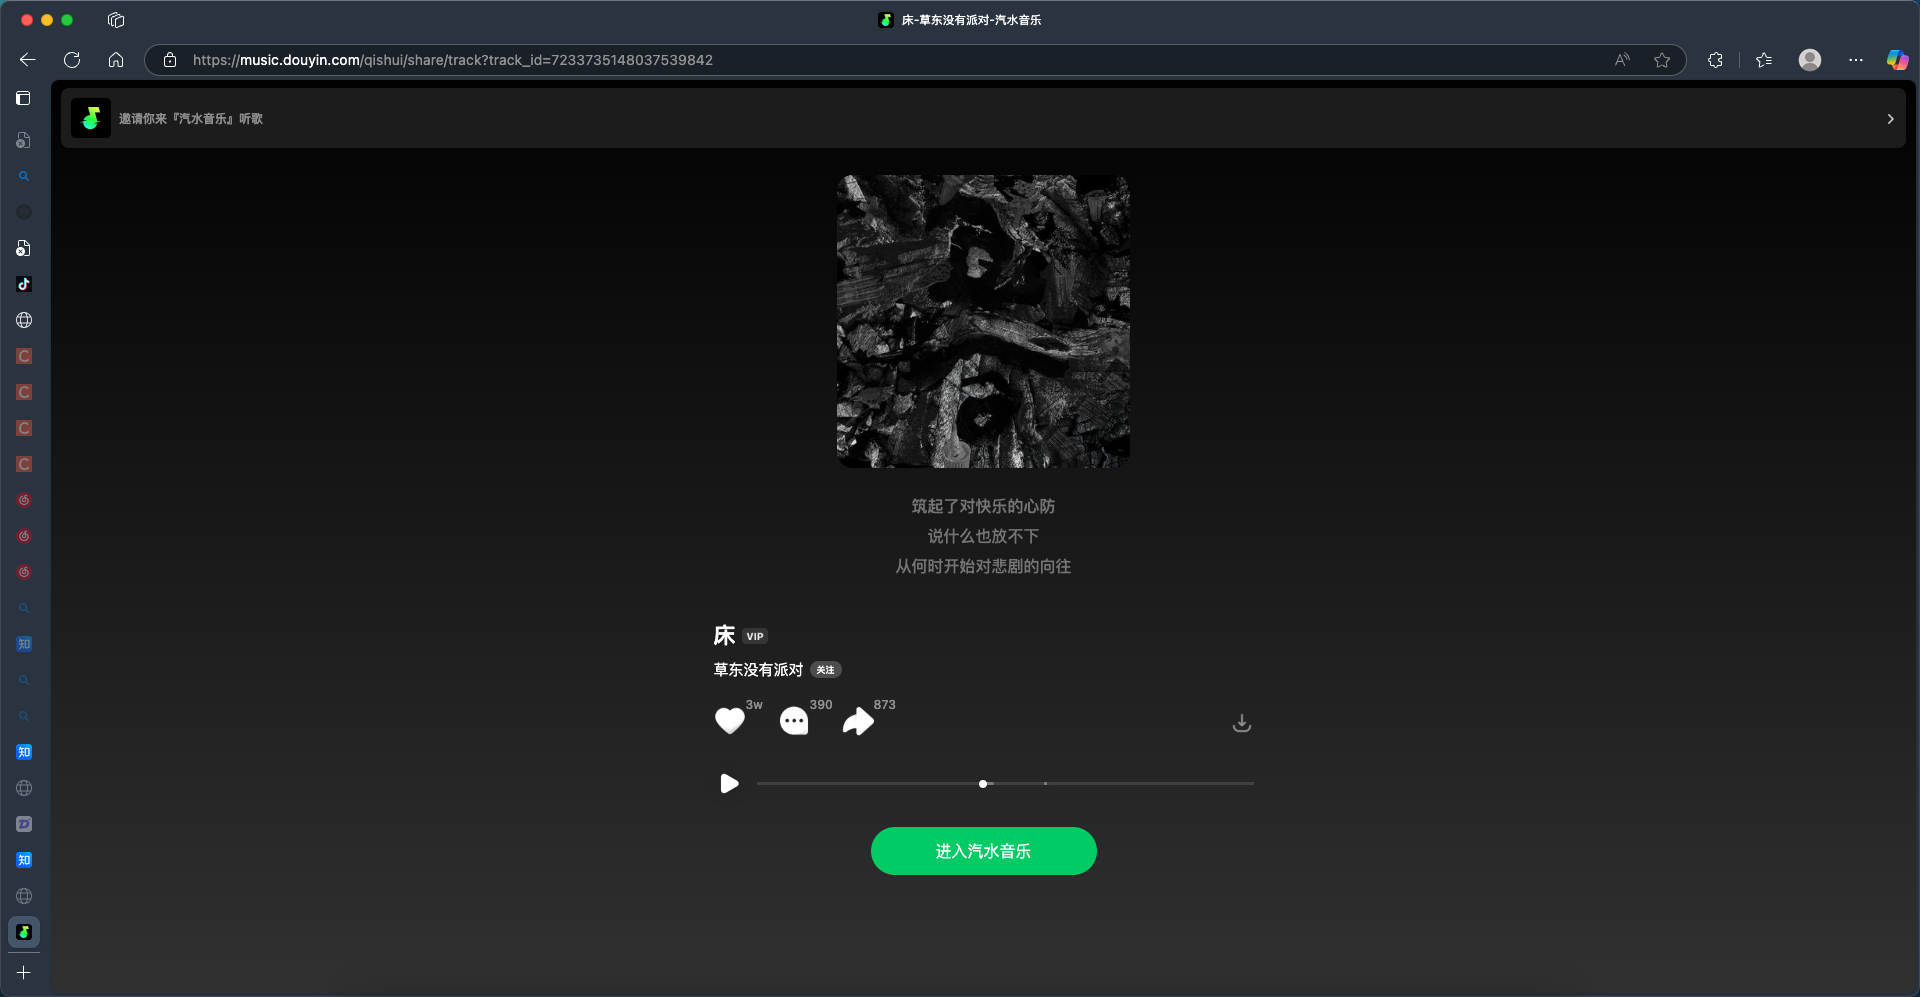 床-草东没有派对-汽水音乐
https://music.douyin.com/qishui/share/track?track_id=7233735148037539842
邀请你来『汽水音乐』听歌
筑起了对快乐的心防
说什么也放不下
从何时开始对悲剧的向往
床 VIP
草东没有派对 关注
3w 390 873
进入汽水音乐
C
C
C
C
知
知
知